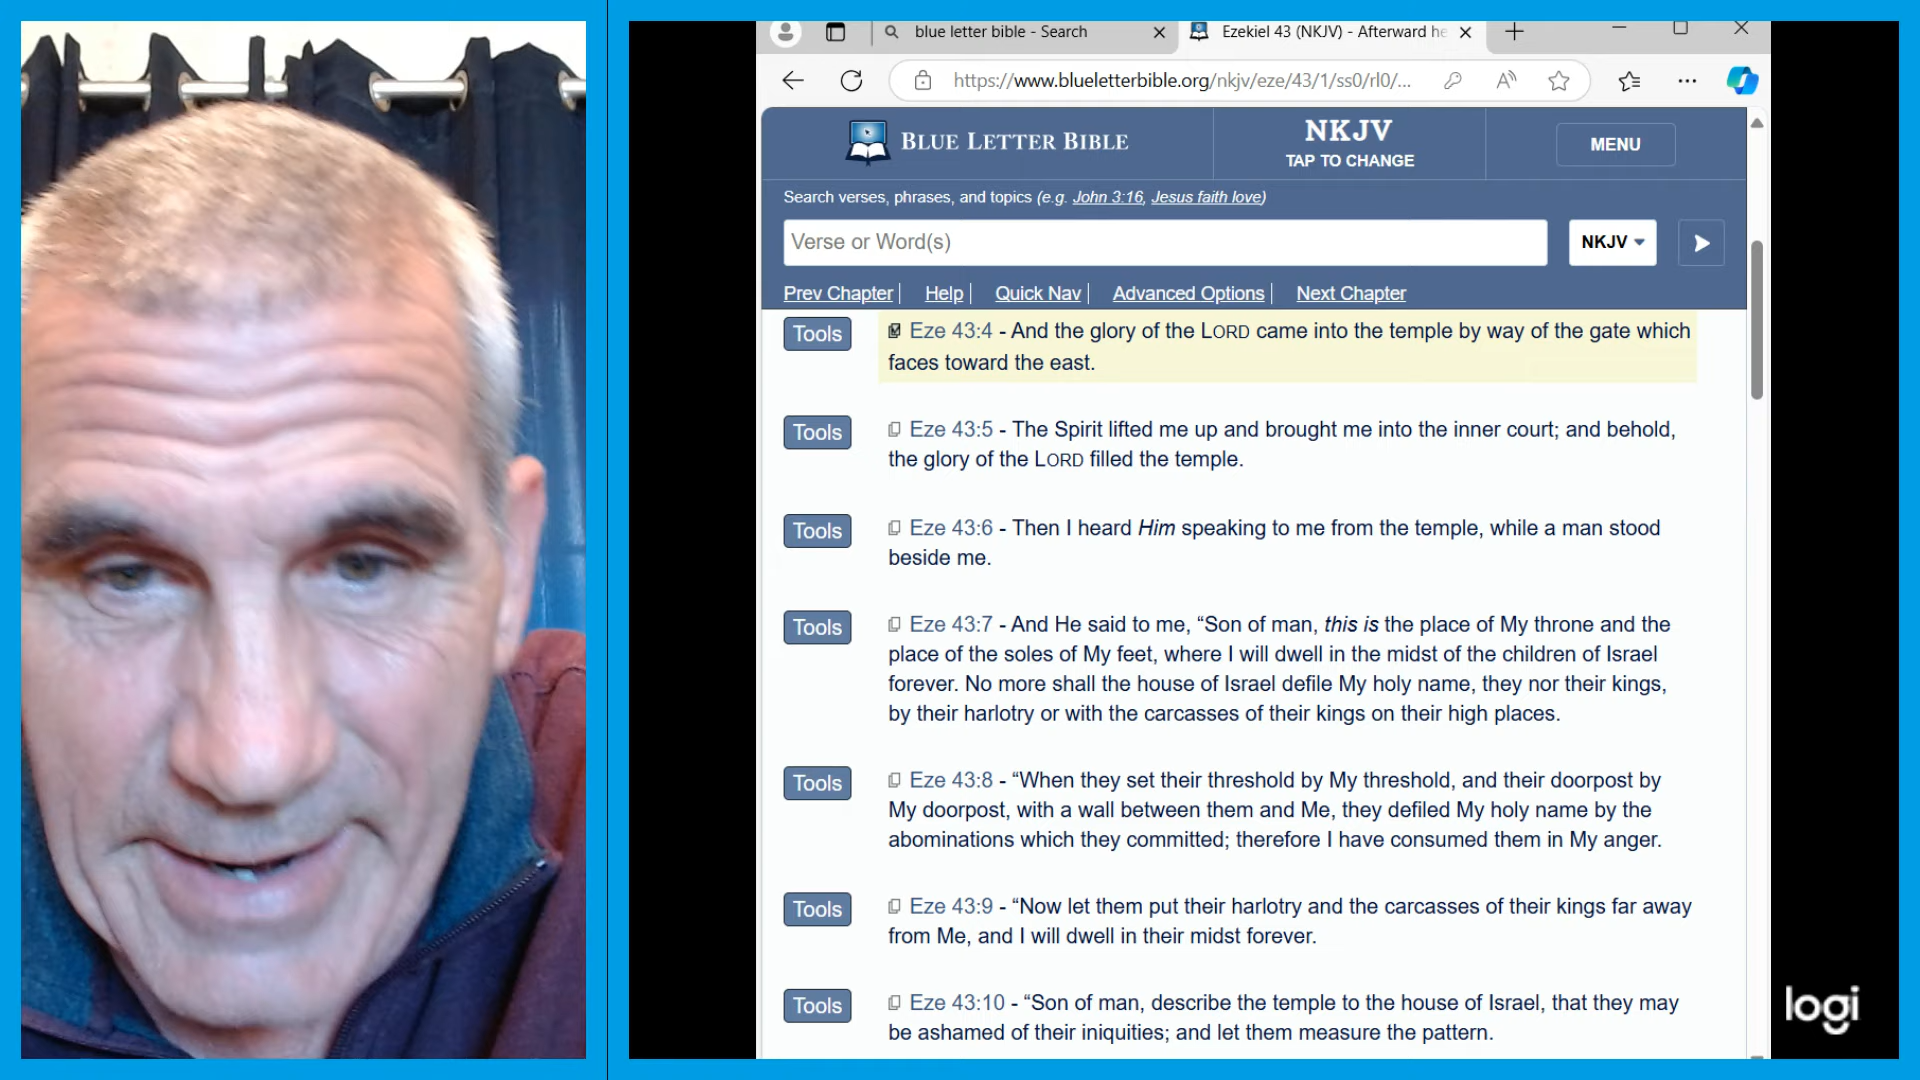 blue letter bible - Search
Ezekiel 43 (NKJV) - Afterward he
https://www.blueletterbible.org/nkjv/eze/43/1/ss0/rl0/...
BLUE LETTER BIBLE
NKJV
TAP TO CHANGE
MENU
Search verses, phrases, and topics (e.g. John 3:16, Jesus faith love)
Verse or Word(s)
NKJV
Prev Chapter | Help | Quick Nav | Advanced Options | Next Chapter
Tools
Eze 43:4 - And the glory of the LORD came into the temple by way of the gate which
faces toward the east.
Tools
Eze 43:5 - The Spirit lifted me up and brought me into the inner court; and behold,
the glory of the LORD filled the temple.
Tools
Eze 43:6 - Then I heard Him speaking to me from the temple, while a man stood
beside me.
Tools
Eze 43:7 - And He said to me, “Son of man, this is the place of My throne and the
place of the soles of My feet, where I will dwell in the midst of the children of Israel
forever. No more shall the house of Israel defile My holy name, they nor their kings,
by their harlotry or with the carcasses of their kings on their high places.
Tools
Eze 43:8 - “When they set their threshold by My threshold, and their doorpost by
My doorpost, with a wall between them and Me, they defiled My holy name by the
abominations which they committed; therefore I have consumed them in My anger.
Tools
Eze 43:9 - “Now let them put their harlotry and the carcasses of their kings far away
from Me, and I will dwell in their midst forever.
Tools
Eze 43:10 - “Son of man, describe the temple to the house of Israel, that they may
be ashamed of their iniquities; and let them measure the pattern.
logi